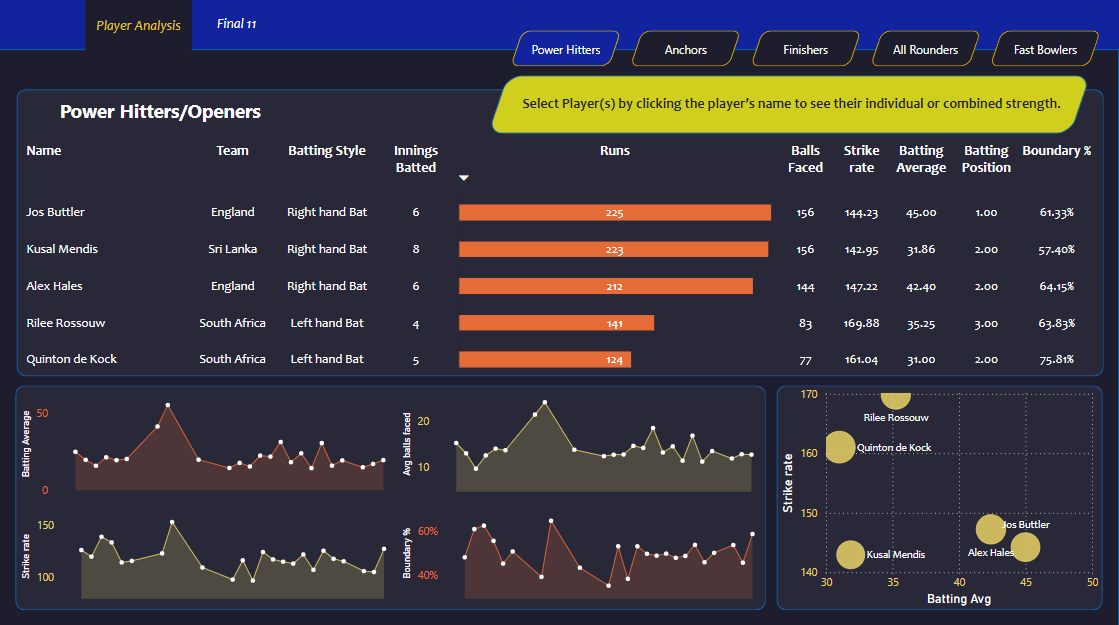 Player Analysis
Final 11
Power Hitters
Anchors
Finishers
All Rounders
Fast Bowlers
Select Player(s) by clicking the player's name to see their individual or combined strength.
Power Hitters/Openers
Name Team Batting Style Innings Batted Runs Balls Faced Strike rate Batting Average Batting Position Boundary %
Jos Buttler England Right hand Bat 6 225 156 144.23 45.00 1.00 61.33%
Kusal Mendis Sri Lanka Right hand Bat 8 223 156 142.95 31.86 2.00 57.40%
Alex Hales England Right hand Bat 6 212 144 147.22 42.40 2.00 64.15%
Rilee Rossouw South Africa Left hand Bat 4 141 83 169.88 35.25 3.00 63.83%
Quinton de Kock South Africa Left hand Bat 5 124 77 161.04 31.00 2.00 75.81%
Batting Average
50
0
Avg balls faced
20
10
Strike rate
150
100
Boundary %
60%
40%
Strike rate
170
160
150
140
Rilee Rossouw
Quinton de Kock
Jos Buttler
Alex Hales
Kusal Mendis
30 35 40 45 50
Batting Avg